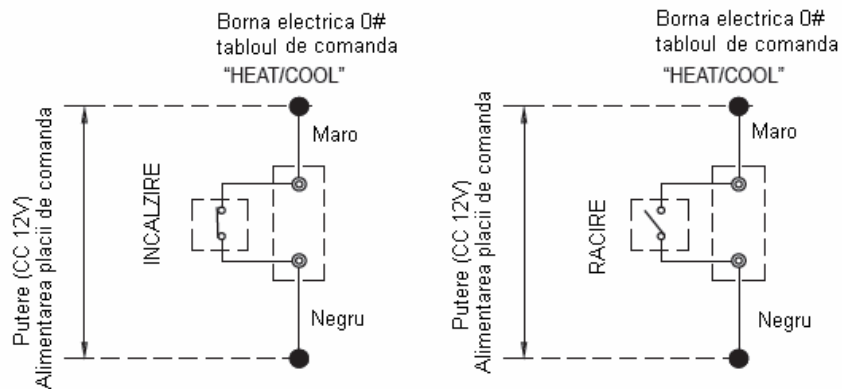 Borna electrica 0#
tabloul de comanda
“HEAT/COOL”
Maro
INCALZIRE
Putere (CC 12V)
Alimentarea placii de comanda
Negru
Borna electrica 0#
tabloul de comanda
“HEAT/COOL”
Maro
RACIRE
Putere (CC 12V)
Alimentarea placii de comanda
Negru